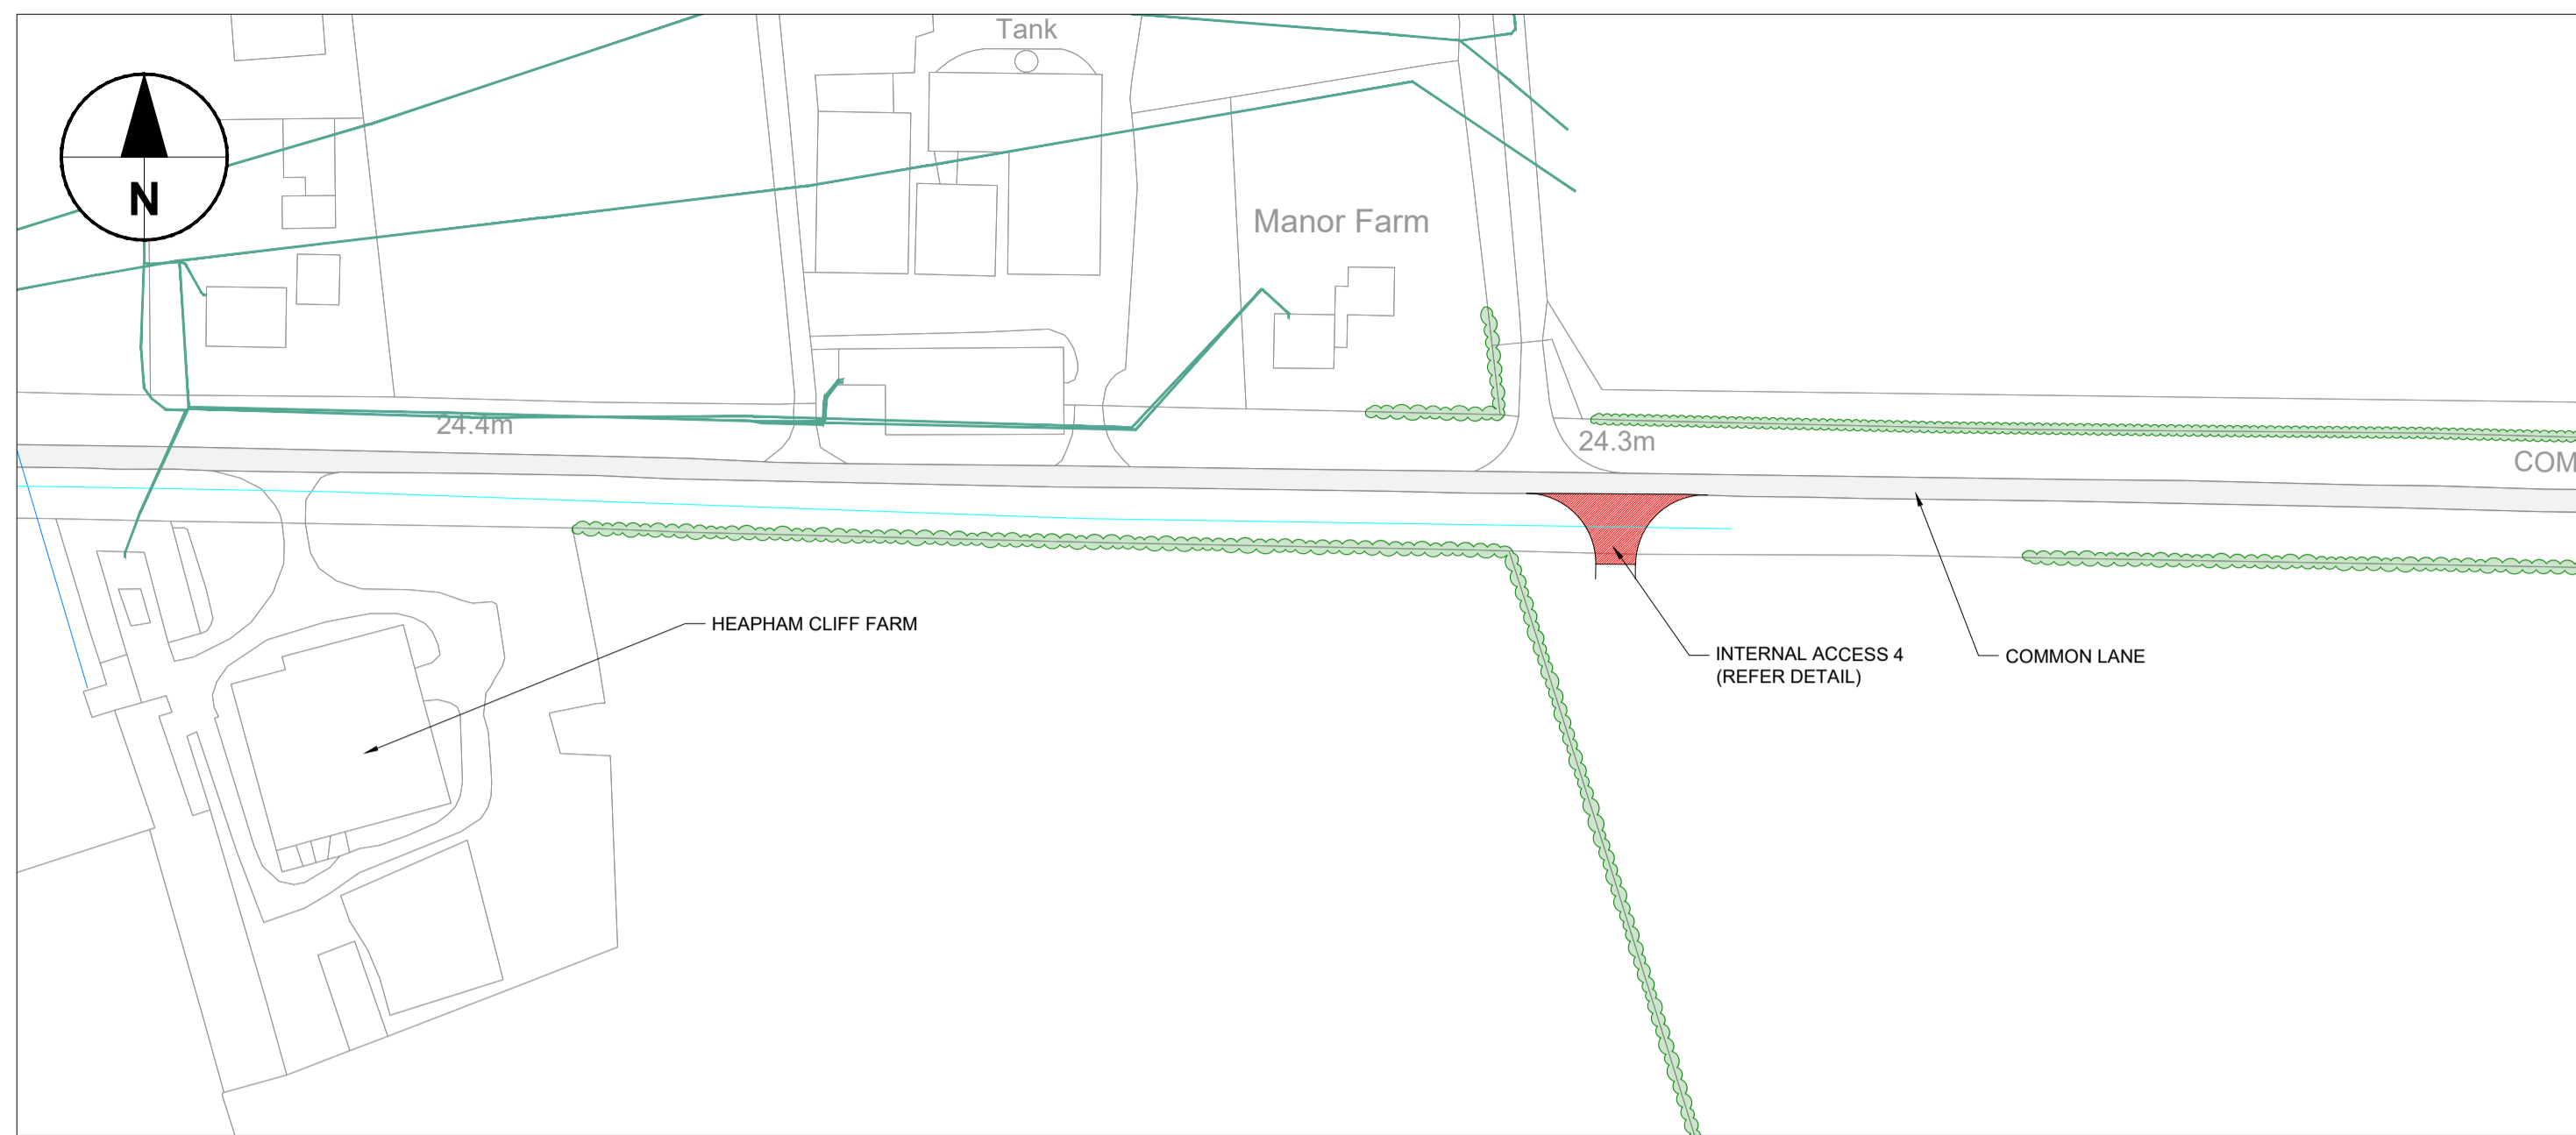 Tank
N
Manor Farm
24.4m
24.3m
COM
HEAPHAM CLIFF FARM
INTERNAL ACCESS 4
(REFER DETAIL)
COMMON LANE